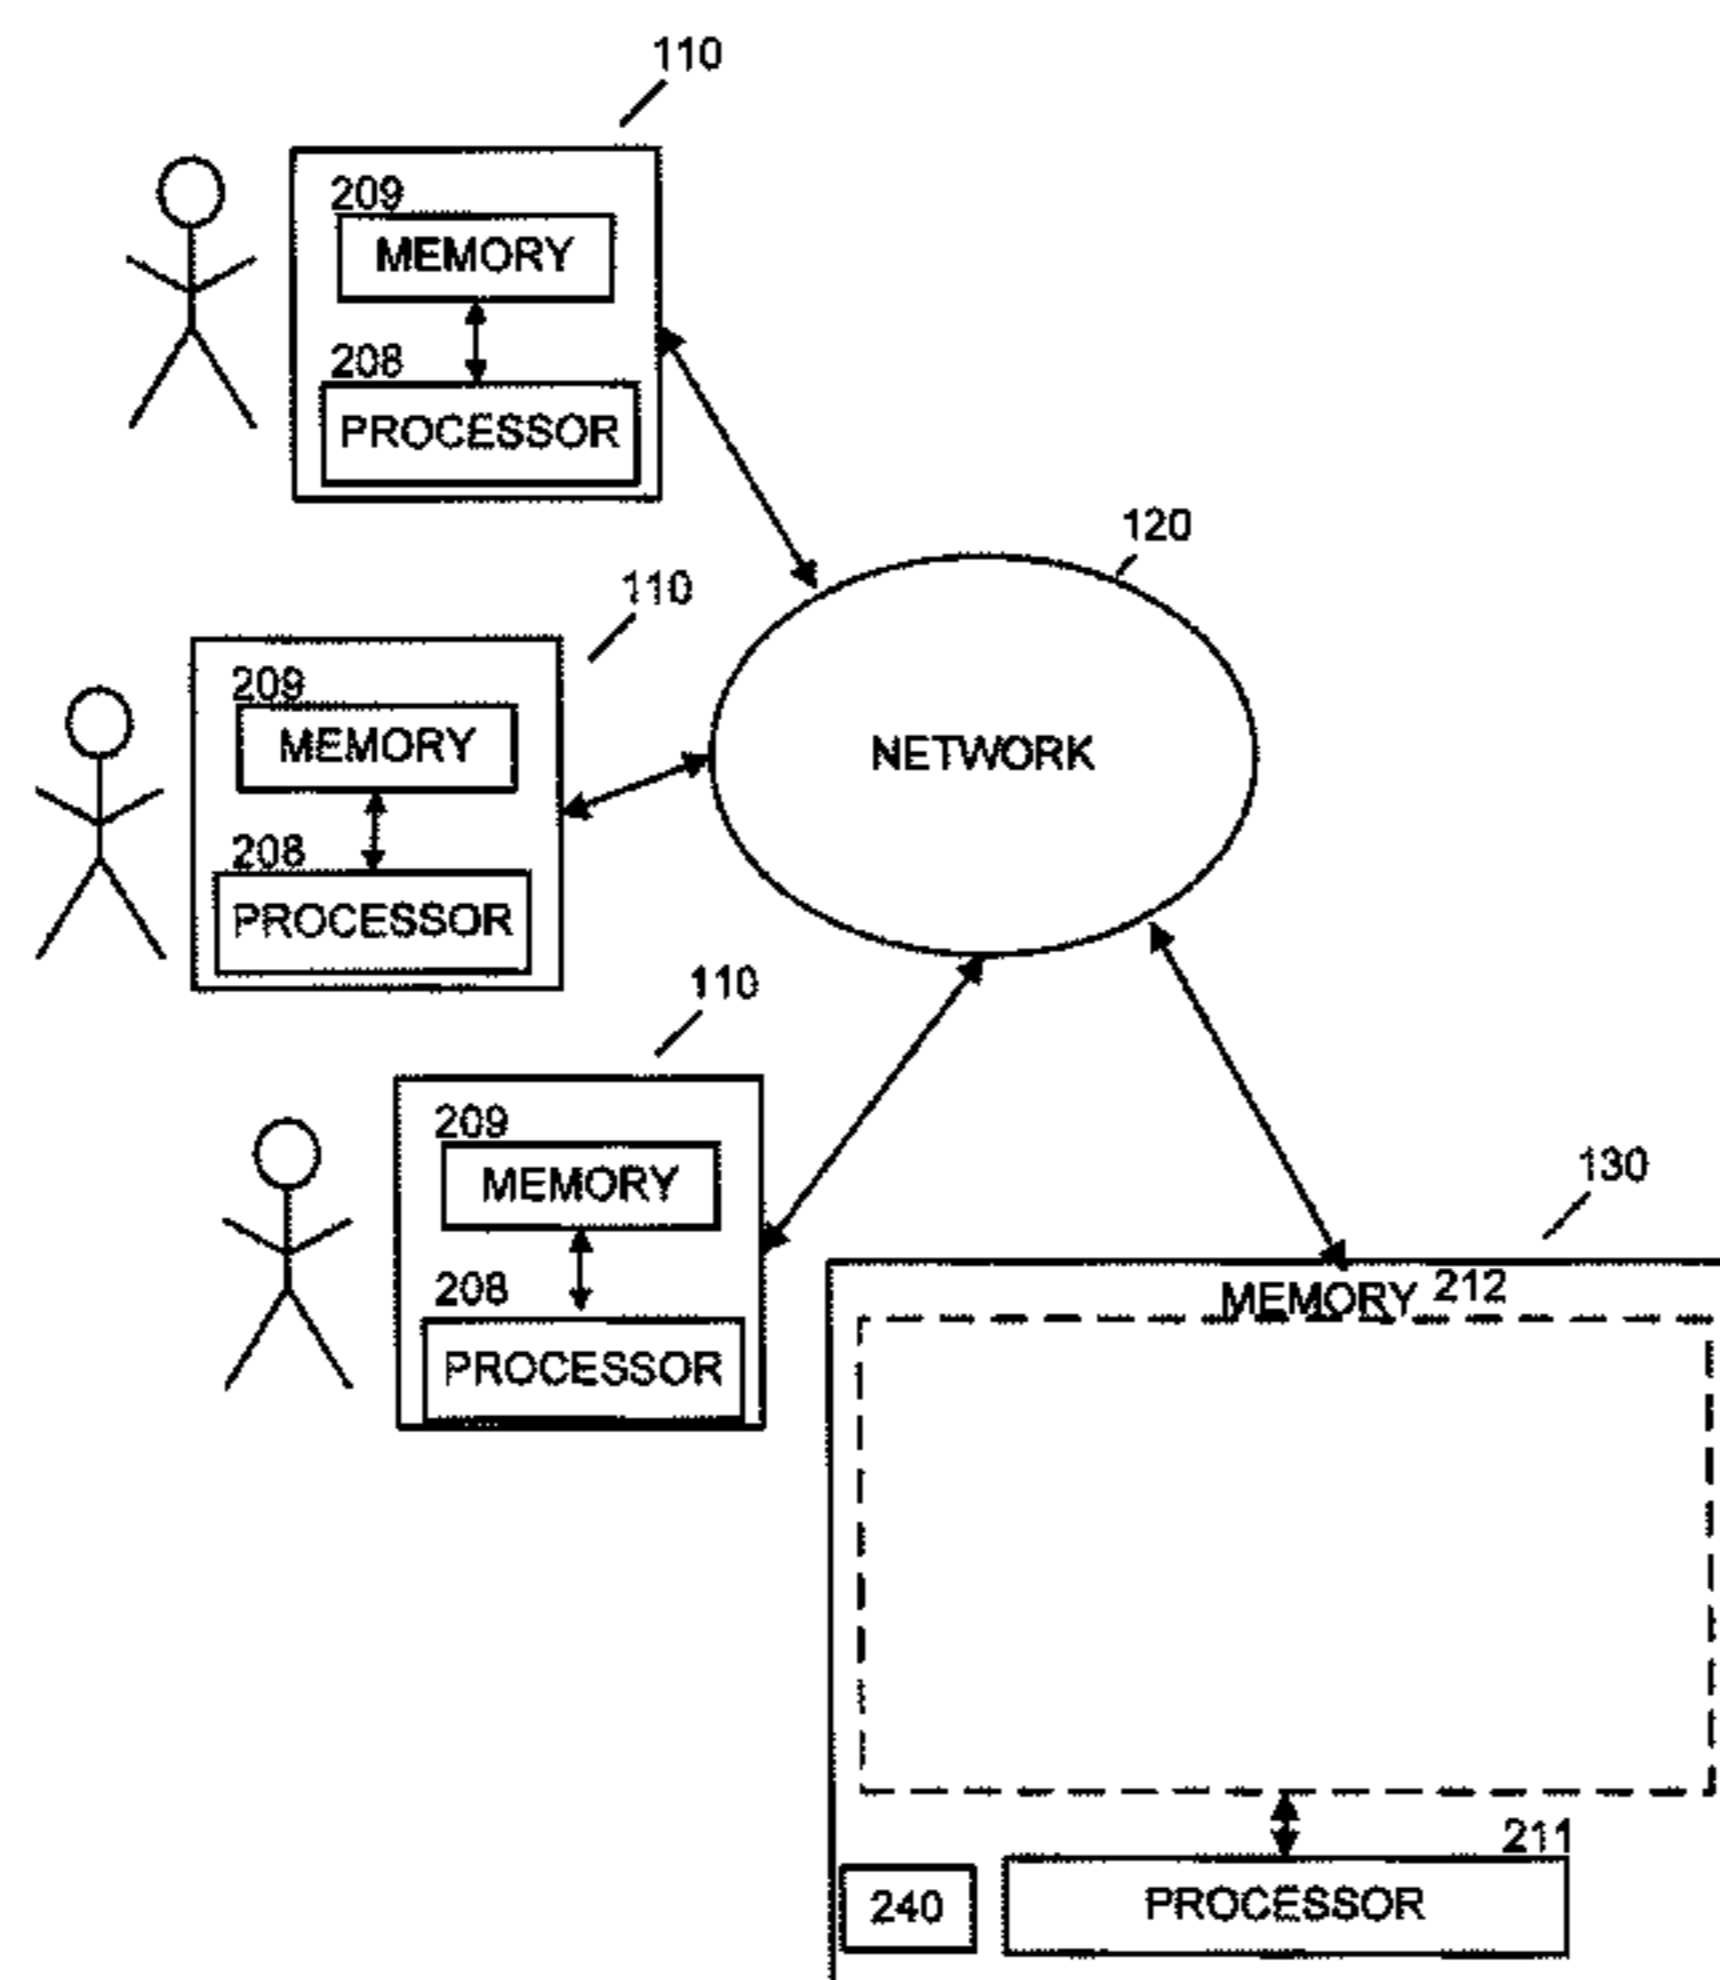 110
209
MEMORY
208
PROCESSOR
120
110
209
MEMORY
NETWORK
208
PROCESSOR
110
209
MEMORY
208
PROCESSOR
130
MEMORY 212
211
240
PROCESSOR